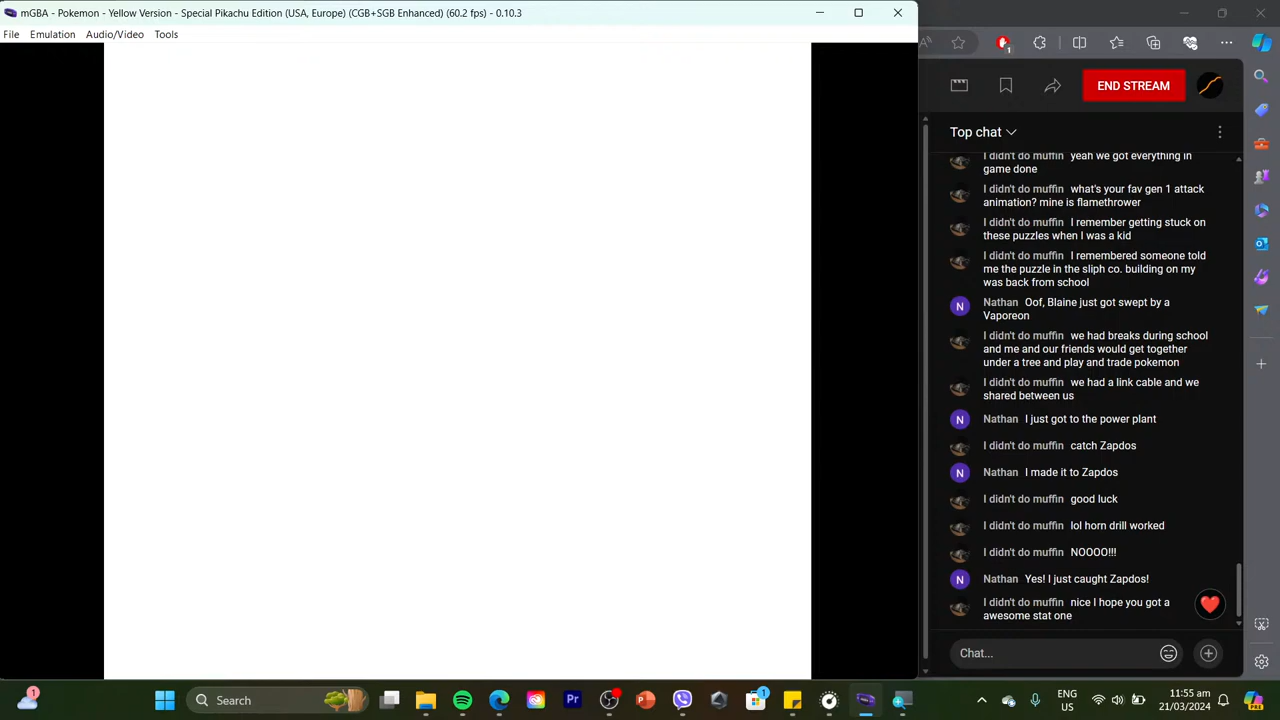 mGBA - Pokemon - Yellow Version - Special Pikachu Edition (USA, Europe) (CGB+SGB Enhanced) (60.2 fps) - 0.10.3
File Emulation Audio/Video Tools
1
END STREAM
Top chat
I didn't do muffin yeah we got everything in
game done
I didn't do muffin what's your fav gen 1 attack
animation? mine is flamethrower
I didn't do muffin I remember getting stuck on
these puzzles when I was a kid
I didn't do muffin I remembered someone told
me the puzzle in the sliph co. building on my
was back from school
N Nathan Oof, Blaine just got swept by a
Vaporeon
I didn't do muffin we had breaks during school
and me and our friends would get together
under a tree and play and trade pokemon
I didn't do muffin we had a link cable and we
shared between us
N Nathan I just got to the power plant
I didn't do muffin catch Zapdos
N Nathan I made it to Zapdos
I didn't do muffin good luck
I didn't do muffin lol horn drill worked
I didn't do muffin NOOOO!!!
N Nathan Yes! I just caught Zapdos!
I didn't do muffin nice I hope you got a
awesome stat one
Chat...
1
Search
Pr
1
ENG
US
11:55 am
21/03/2024